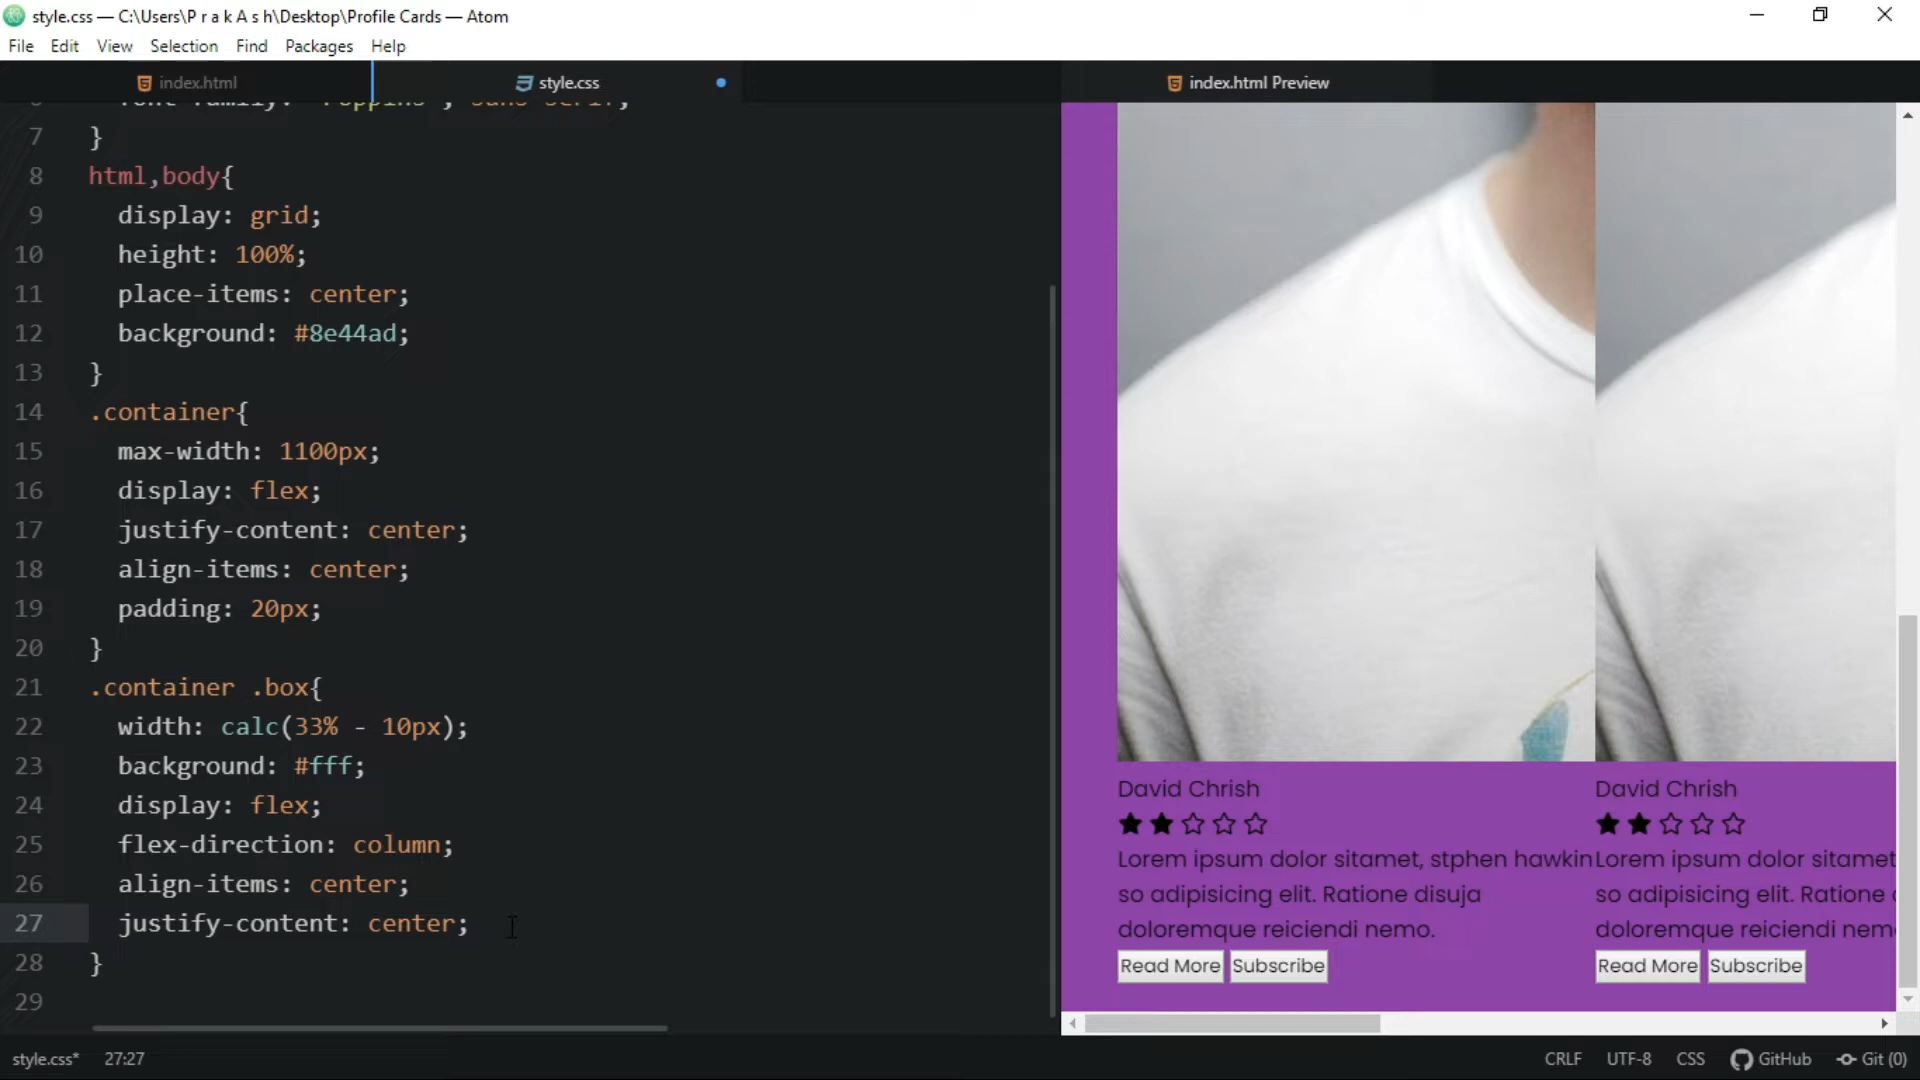 style.css — C:\Users\P r a k A s h\Desktop\Profile Cards — Atom
File Edit View Selection Find Packages Help
index.html style.css index.html Preview
7 }
8 html,body{
9 display: grid;
10 height: 100%;
11 place-items: center;
12 background: #8e44ad;
13 }
14 .container{
15 max-width: 1100px;
16 display: flex;
17 justify-content: center;
18 align-items: center;
19 padding: 20px;
20 }
21 .container .box{
22 width: calc(33% - 10px);
23 background: #fff;
24 display: flex;
25 flex-direction: column;
26 align-items: center;
27 justify-content: center;
28 }
29
David Chrish
Lorem ipsum dolor sitamet, stphen hawkin
so adipisicing elit. Ratione disuja
doloremque reiciendi nemo.
Read More Subscribe
David Chrish
Lorem ipsum dolor sitamet
so adipisicing elit. Ratione
doloremque reiciendi nem
Read More Subscribe
style.css* 27:27 CRLF UTF-8 CSS GitHub Git (0)